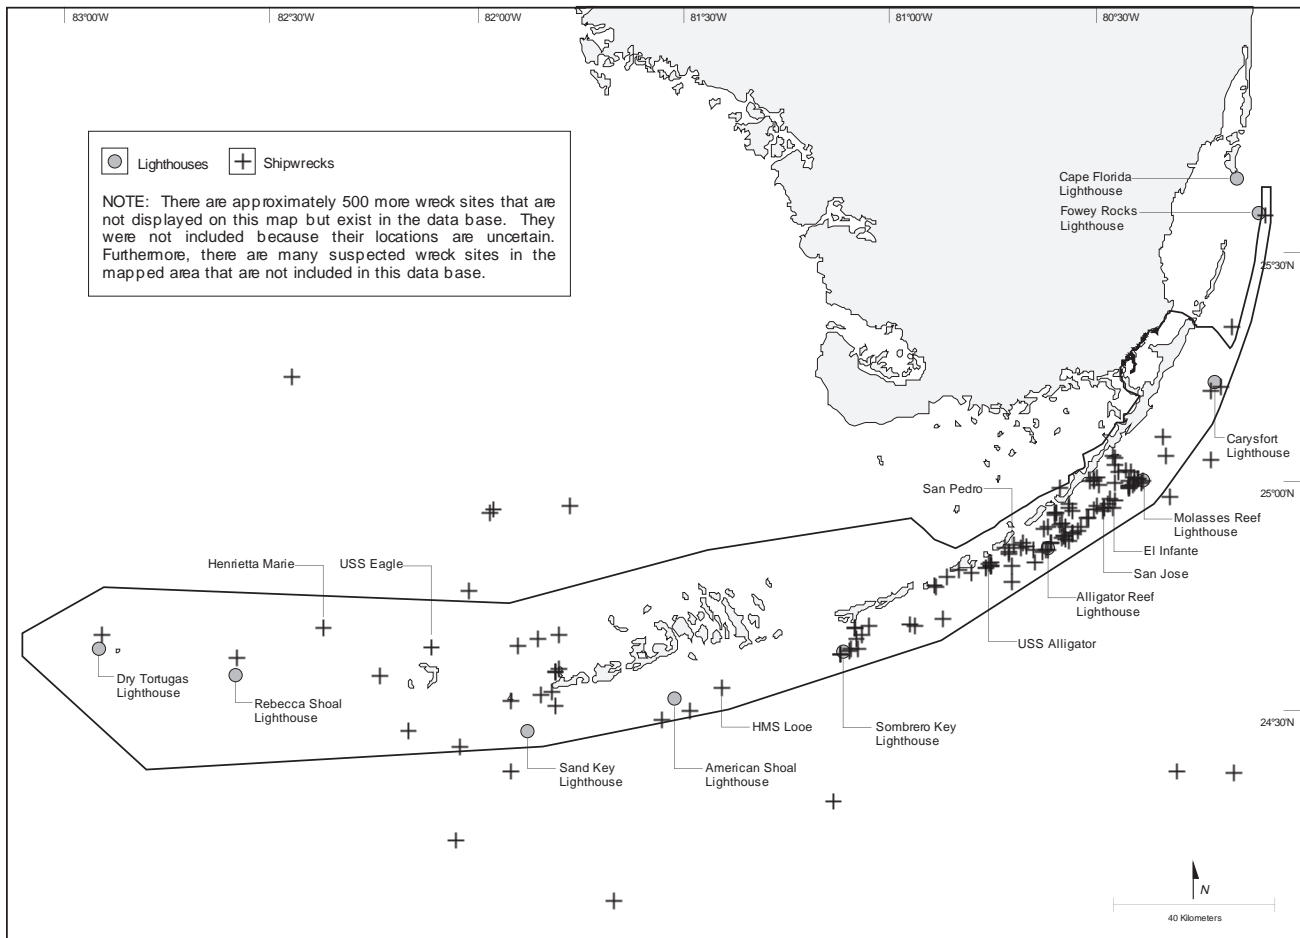 83°00'W
82°30'W
82°00'W
81°30'W
81°00'W
80°30'W
Lighthouses
Shipwrecks
NOTE: There are approximately 500 more wreck sites that are
not displayed on this map but exist in the data base. They
were not included because their locations are uncertain.
Furthermore, there are many suspected wreck sites in the
mapped area that are not included in this data base.
Cape Florida
Lighthouse
Fowey Rocks
Lighthouse
25°30'N
Carysfort
Lighthouse
San Pedro
25°00'N
Molasses Reef
Lighthouse
El Infante
San Jose
Henrietta Marie
USS Eagle
Alligator Reef
Lighthouse
USS Alligator
Dry Tortugas
Lighthouse
Rebecca Shoal
Lighthouse
24°30'N
HMS Looe
Sombrero Key
Lighthouse
Sand Key
Lighthouse
American Shoal
Lighthouse
N
40 Kilometers